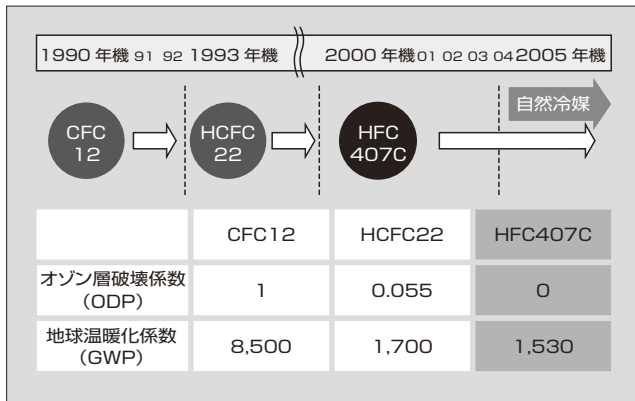 1990 年機 91 92 1993 年機 2000 年機 01 02 03 04 2005 年機
自然冷媒
CFC
12
HCFC
22
HFC
407C
CFC12 HCFC22 HFC407C
オゾン層破壊係数
(ODP)
1 0.055 0
地球温暖化係数
(GWP)
8,500 1,700 1,530